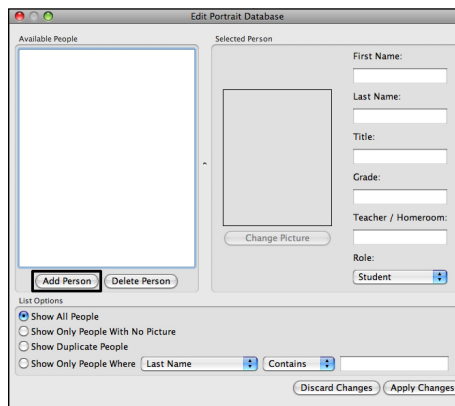 Edit Portrait Database
Available People
Selected Person
First Name:
Last Name:
Title:
Grade:
Teacher / Homeroom:
Change Picture
Role:
Student
Add Person
Delete Person
List Options
Show All People
Show Only People With No Picture
Show Duplicate People
Show Only People Where
Last Name
Contains
Discard Changes
Apply Changes